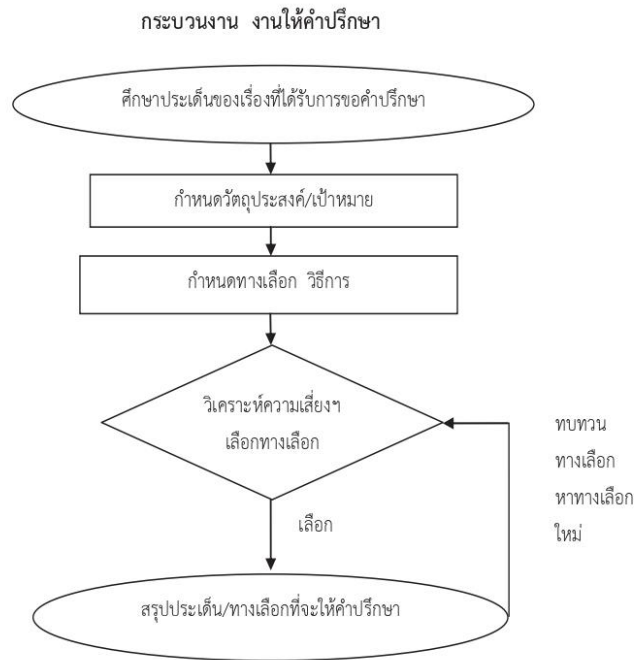 กระบวนงาน งานให้คำปรึกษา
ศึกษาประเด็นของเรื่องที่ได้รับการขอคำปรึกษา
กำหนดวัตถุประสงค์/เป้าหมาย
กำหนดทางเลือก วิธีการ
วิเคราะห์ความเสี่ยงฯ
เลือกทางเลือก
ทบทวน
ทางเลือก
หาทางเลือก
ใหม่
เลือก
สรุปประเด็น/ทางเลือกที่จะให้คำปรึกษา